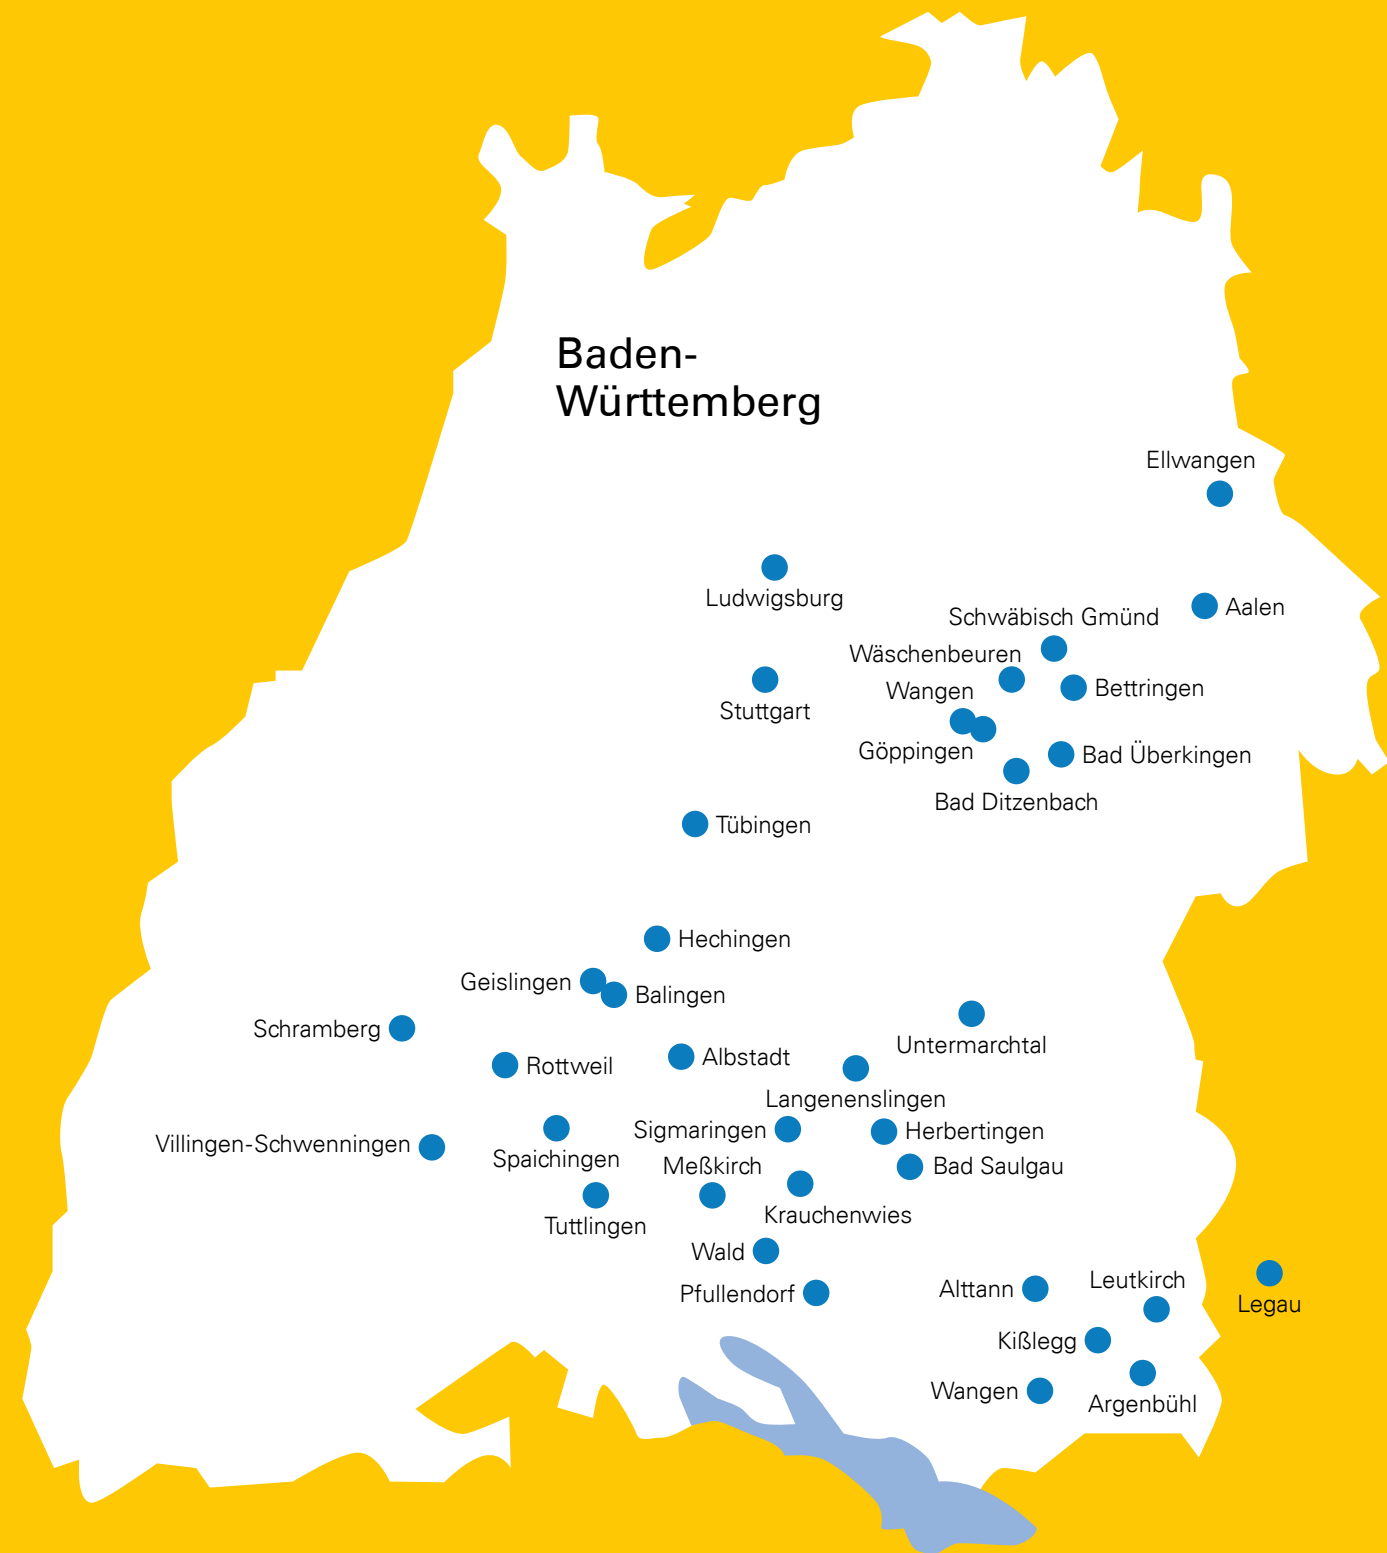 Baden-
Württemberg
Ellwangen
Ludwigsburg
Aalen
Schwäbisch Gmünd
Wäschenbeuren
Bettringen
Wangen
Stuttgart
Göppingen
Bad Überkingen
Bad Ditzenbach
Tübingen
Hechingen
Geislingen
Balingen
Schramberg
Untermarchtal
Albstadt
Rottweil
Langenenslingen
Sigmaringen
Herbertingen
Villingen-Schwenningen
Spaichingen
Meßkirch
Bad Saulgau
Krauchenwies
Tuttlingen
Wald
Leutkirch
Alttann
Pfullendorf
Legau
Kißlegg
Wangen
Argenbühl